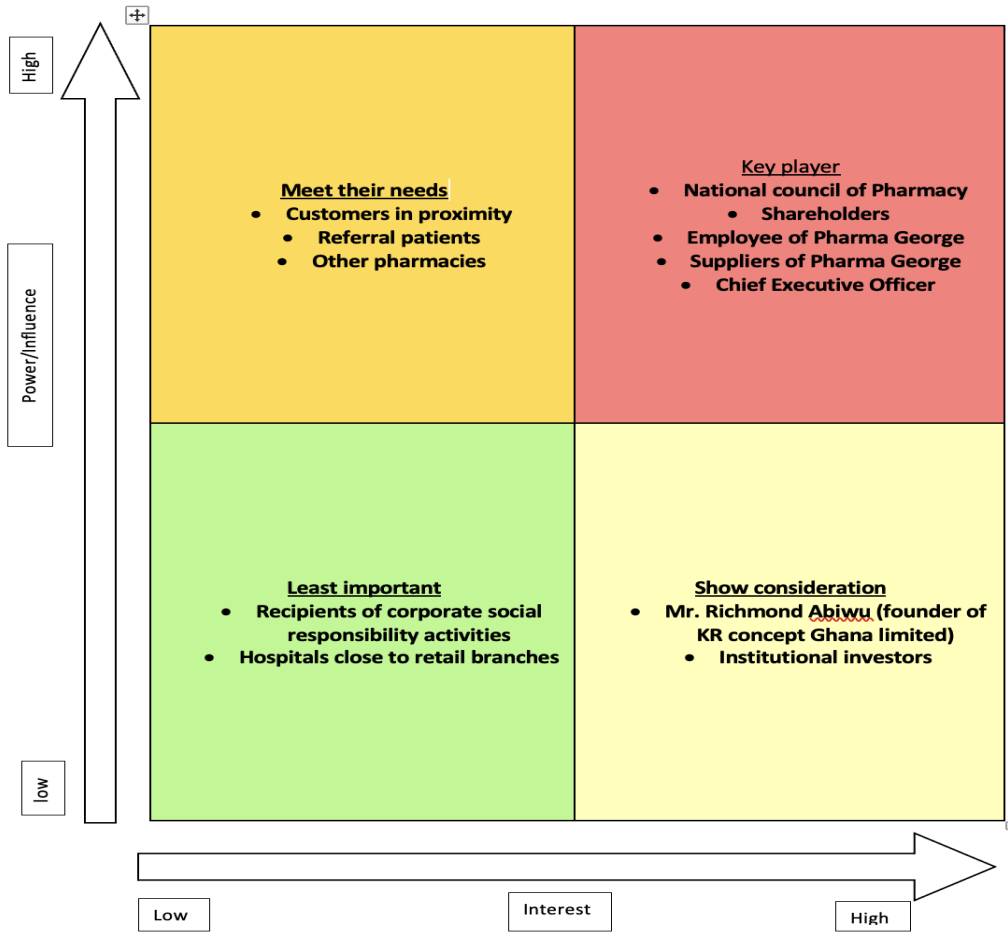 High
Power/Influence
low
Meet their needs
• Customers in proximity
• Referral patients
• Other pharmacies
Key player
• National council of Pharmacy
• Shareholders
• Employee of Pharma George
• Suppliers of Pharma George
• Chief Executive Officer
Least important
• Recipients of corporate social
responsibility activities
• Hospitals close to retail branches
Show consideration
• Mr. Richmond Abiwu (founder of
KR concept Ghana limited)
• Institutional investors
Low
Interest
High